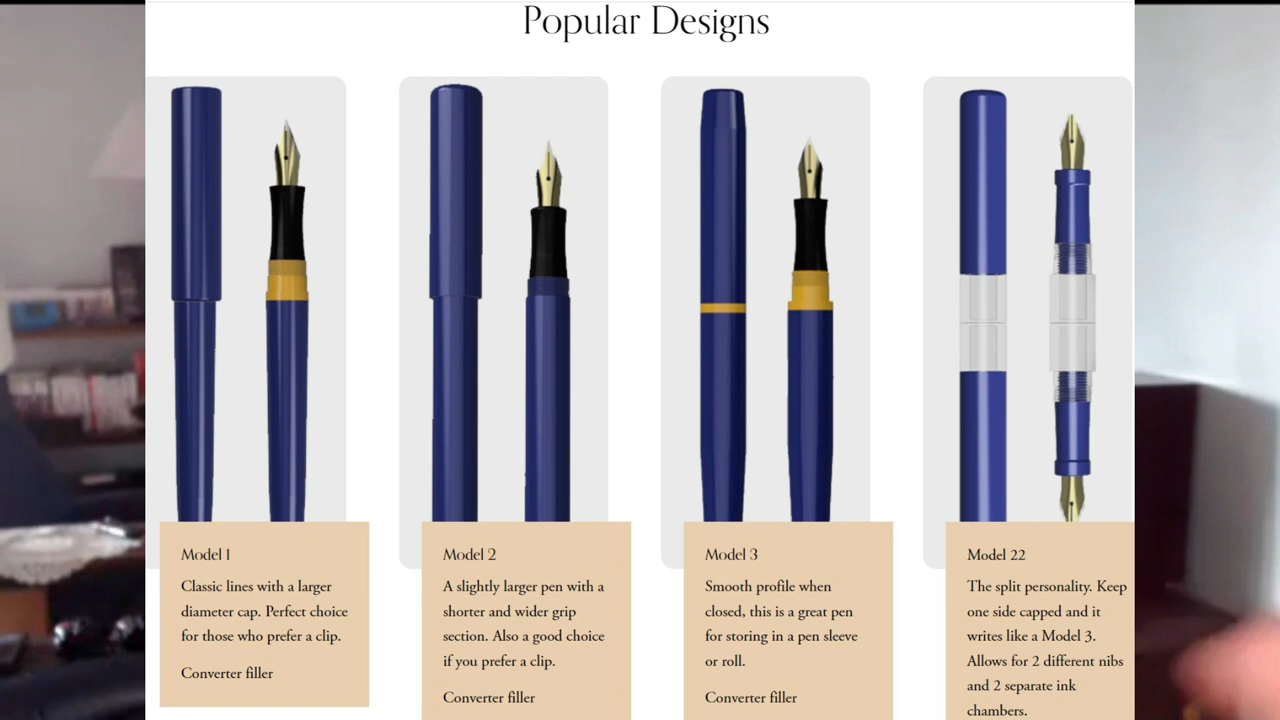 Popular Designs
Model 1
Classic lines with a larger
diameter cap. Perfect choice
for those who prefer a clip.
Converter filler
Model 2
A slightly larger pen with a
shorter and wider grip
section. Also a good choice
if you prefer a clip.
Converter filler
Model 3
Smooth profile when
closed, this is a great pen
for storing in a pen sleeve
or roll.
Converter filler
Model 22
The split personality. Keep
one side capped and it
writes like a Model 3.
Allows for 2 different nibs
and 2 separate ink
chambers.